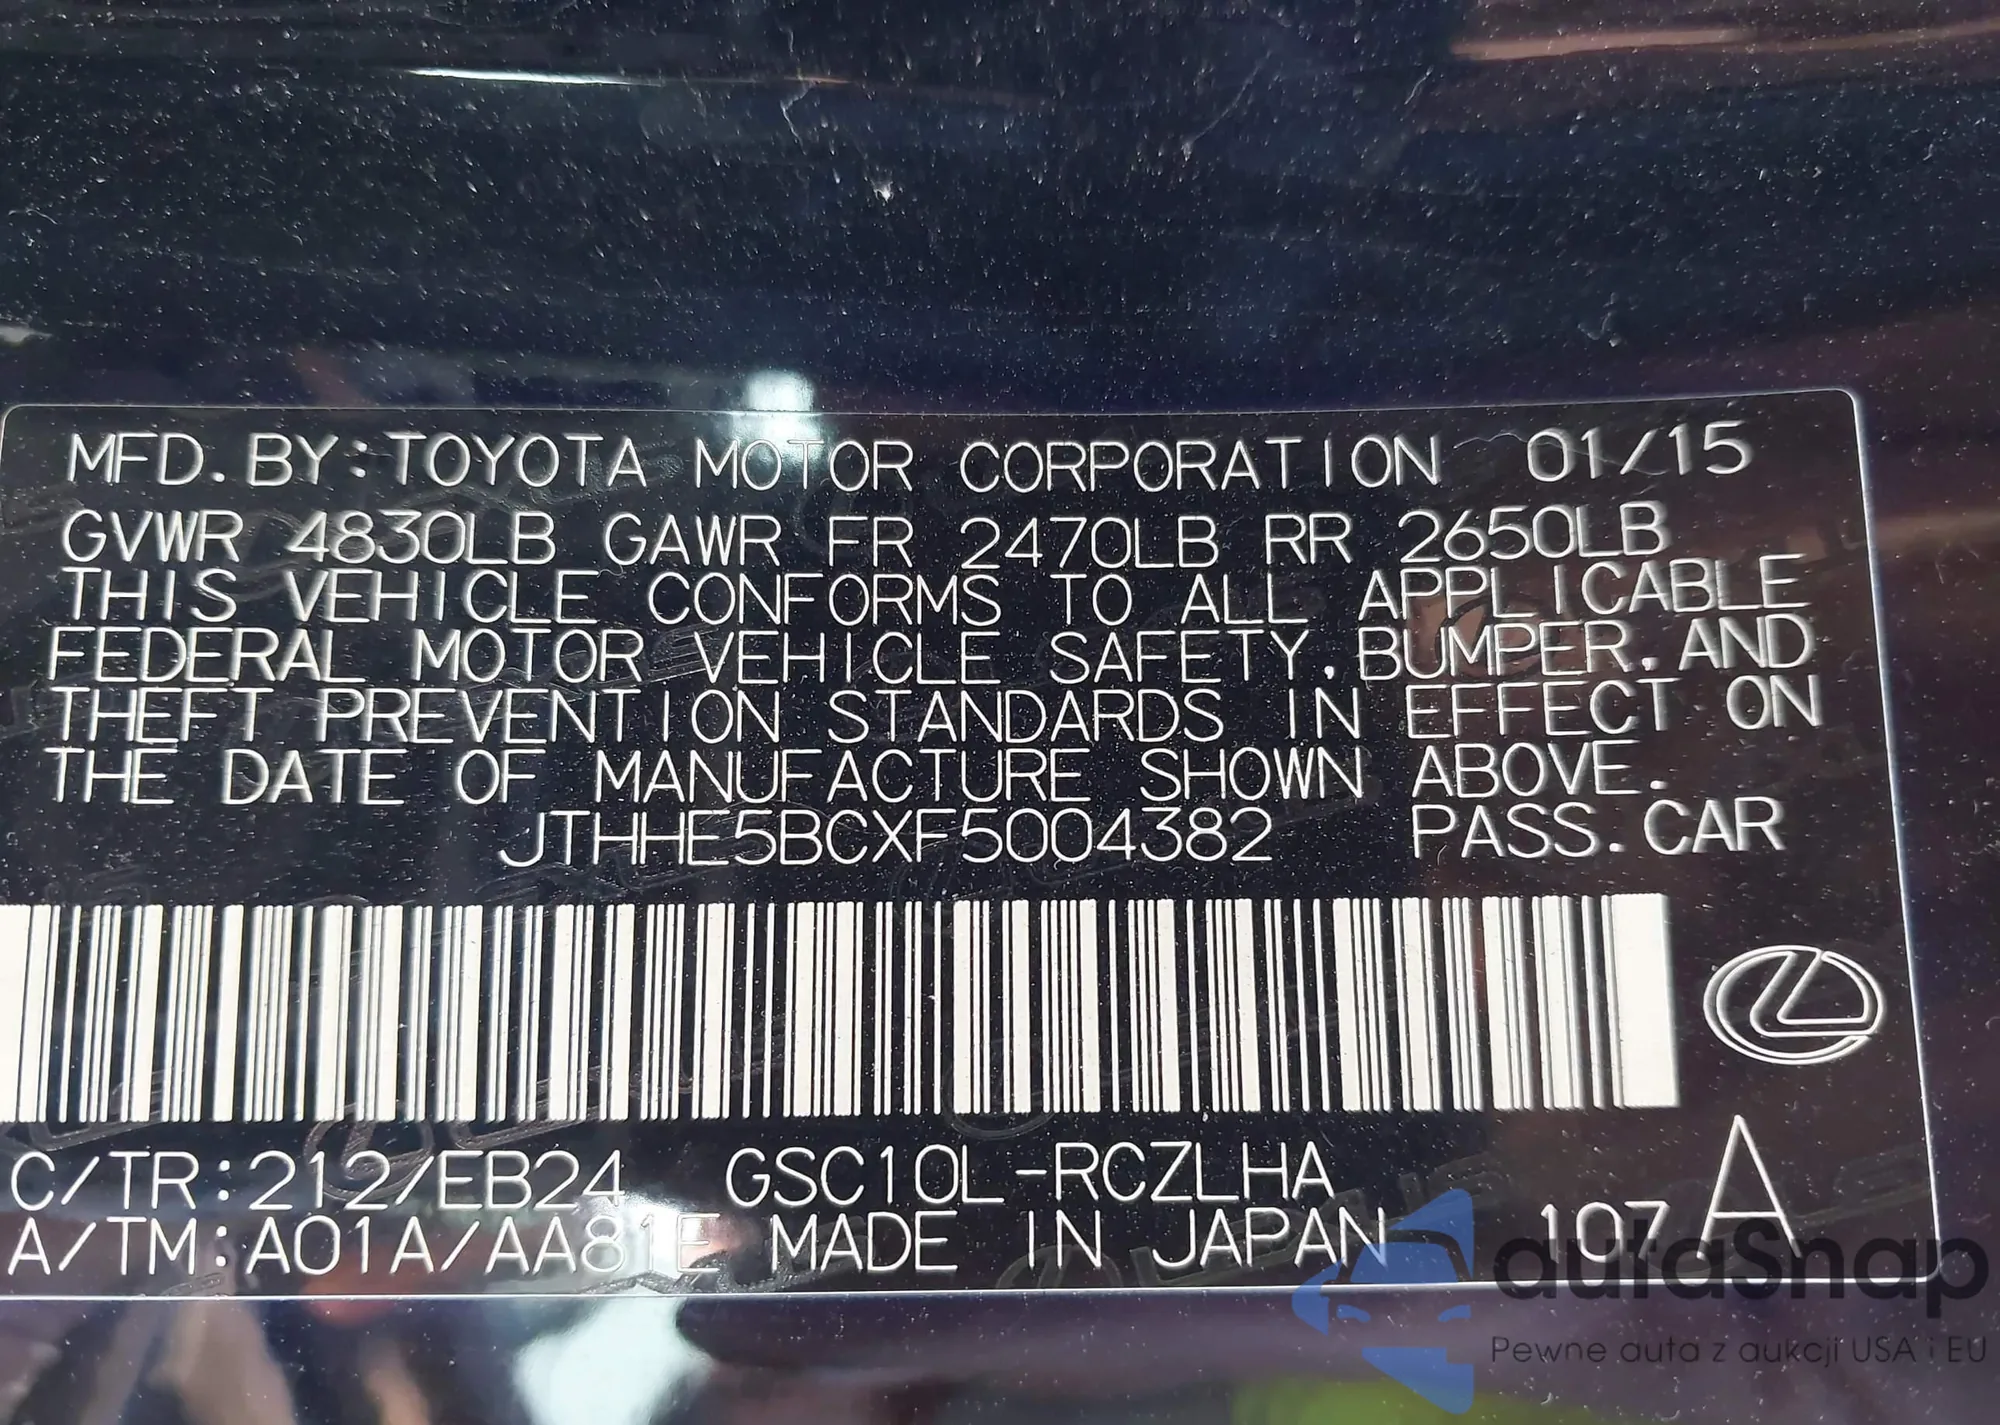 MFD. BY: TOYOTA MOTOR CORPORATION 01/15
GVWR 4830LB GAWR FR 2470LB RR 2650LB
THIS VEHICLE CONFORMS TO ALL APPLICABLE
FEDERAL MOTOR VEHICLE SAFETY, BUMPER, AND
THEFT PREVENTION STANDARDS IN EFFECT ON
THE DATE OF MANUFACTURE SHOWN ABOVE.
JTHHE5BCXF5004382 PASS. CAR
C/TR:212/EB24 GSC10L-RCZLHA
A/TM:A01A/AA81E MADE IN JAPAN 107 A
autaSnap
Pewne auta z aukcji USA i EU